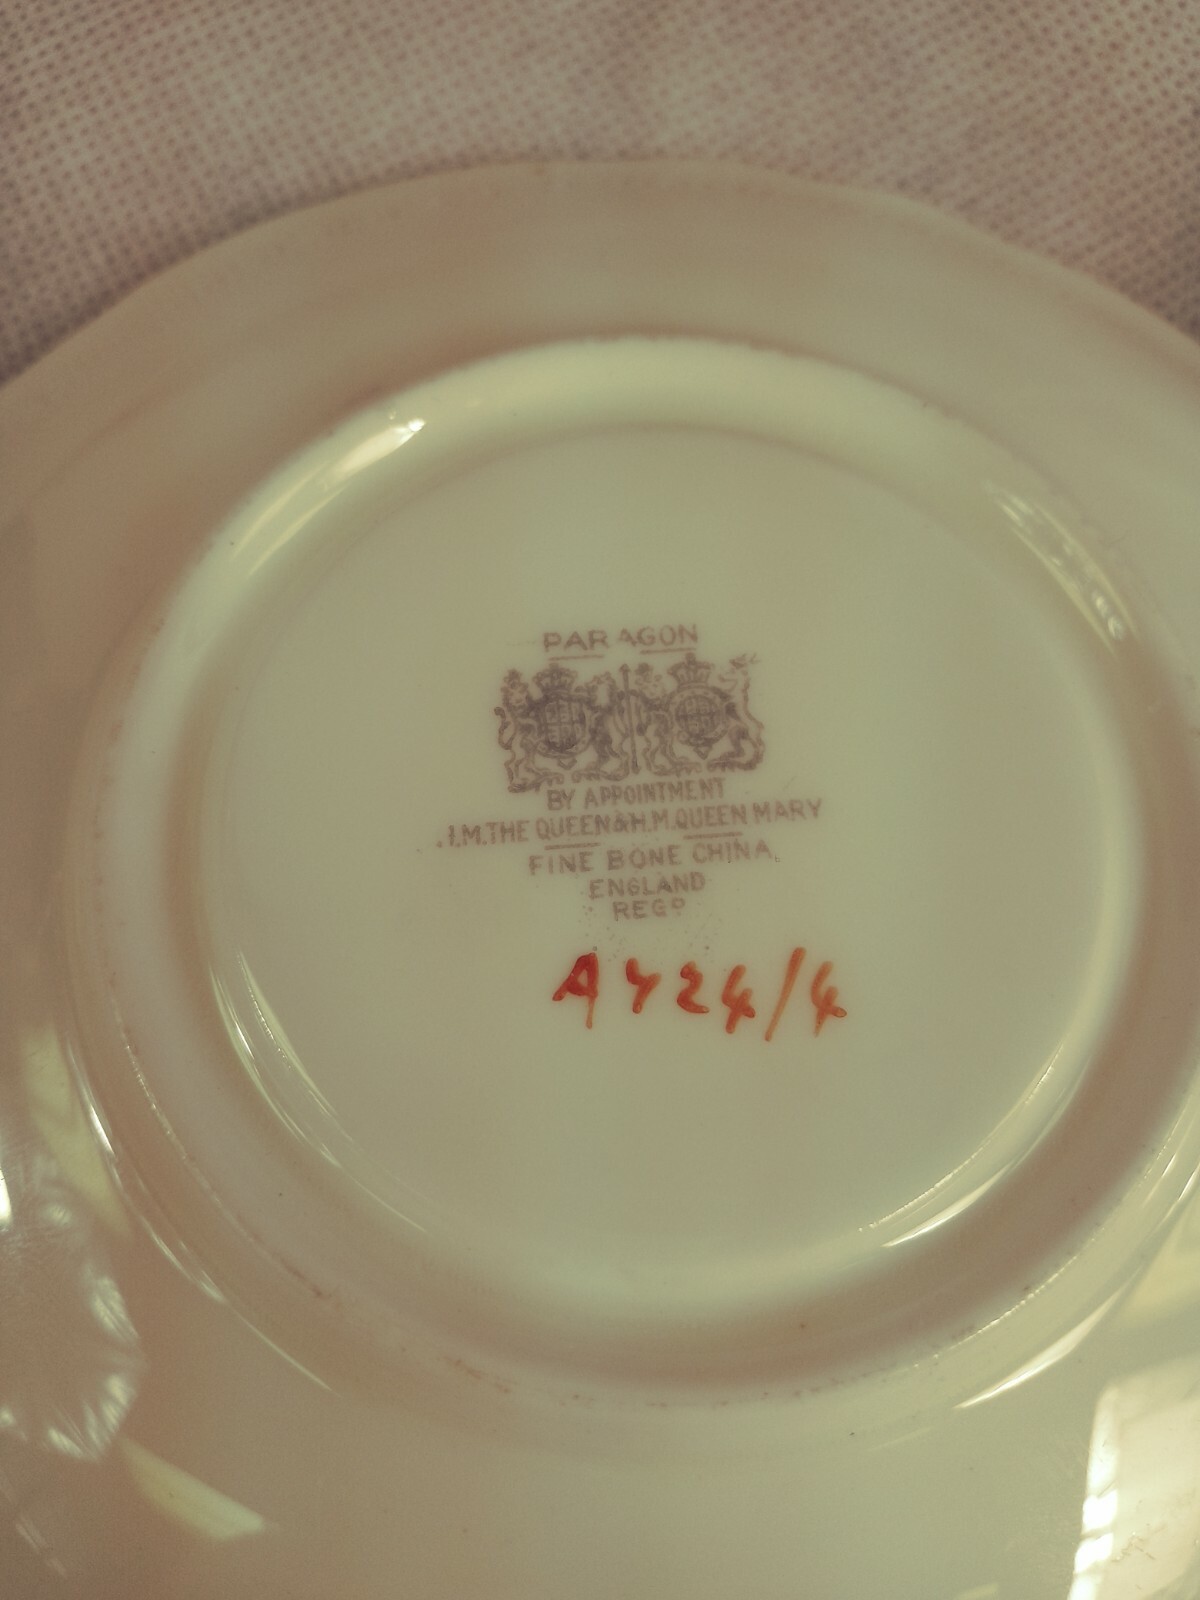 PARAGON
BY APPOINTMENT
H.M. THE QUEEN & H.M. QUEEN MARY
FINE BONE CHINA
ENGLAND
REGD
A424/4